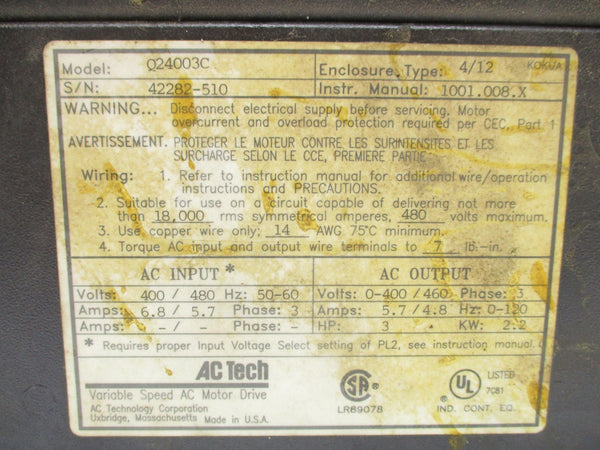 Model: Q24003C Enclosure Type: 4/12 KOKUA
S/N: 42282-510 Instr. Manual: 1001.008.X
WARNING... Disconnect electrical supply before servicing. Motor
overcurrent and overload protection required per CEC, Part 1
AVERTISSEMENT. PROTEGER LE MOTEUR CONTRE LES SURINTENSITES ET LES
SURCHARGE SELON LE CCE, PREMIERE PARTIE
Wiring: 1. Refer to instruction manual for additional wire/operation
instructions and PRECAUTIONS.
2. Suitable for use on a circuit capable of delivering not more
than 18,000 rms symmetrical amperes, 480 volts maximum.
3. Use copper wire only; 14 AWG 75°C minimum.
4. Torque AC input and output wire terminals to 7 lb.-in.
AC INPUT * AC OUTPUT
Volts: 400 / 480 Hz: 50-60 Volts: 0-400/460 Phase: 3
Amps: 6.8 / 5.7 Phase: 3 Amps: 5.7/4.8 Hz: 0-120
Amps: - / - Phase: - HP: 3 KW: 2.2
* Requires proper Input Voltage Select setting of PL2, see instruction manual.
AC Tech
Variable Speed AC Motor Drive
AC Technology Corporation
Uxbridge, Massachusetts Made in U.S.A.
SA
LR89078
UL LISTED
7C81
IND. CONT. EQ.